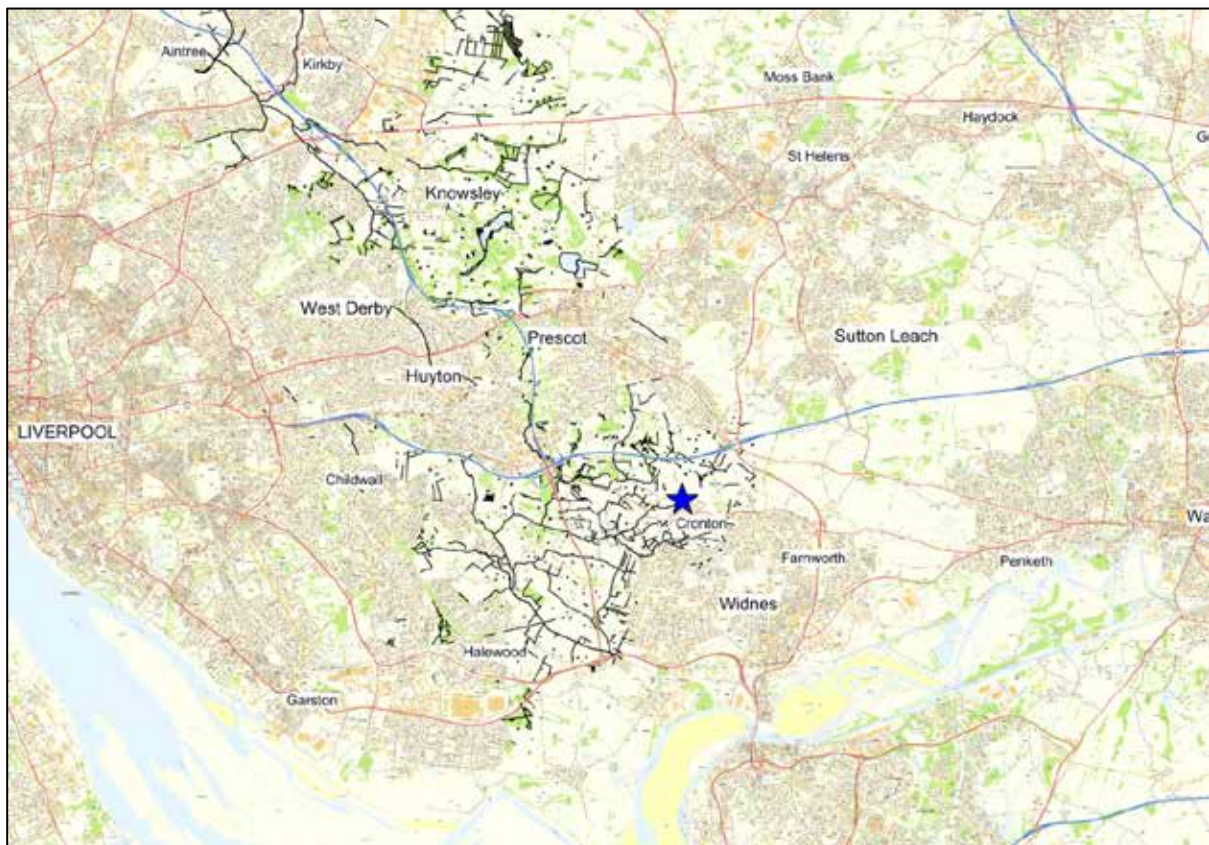 Aintree
Kirkby
Moss Bank
Haydock
St Helens
Knowsley
West Derby
Prescot
Sutton Leach
Huyton
LIVERPOOL
Childwall
Cronton
Farnworth
Penketh
Widnes
Halewood
Garston